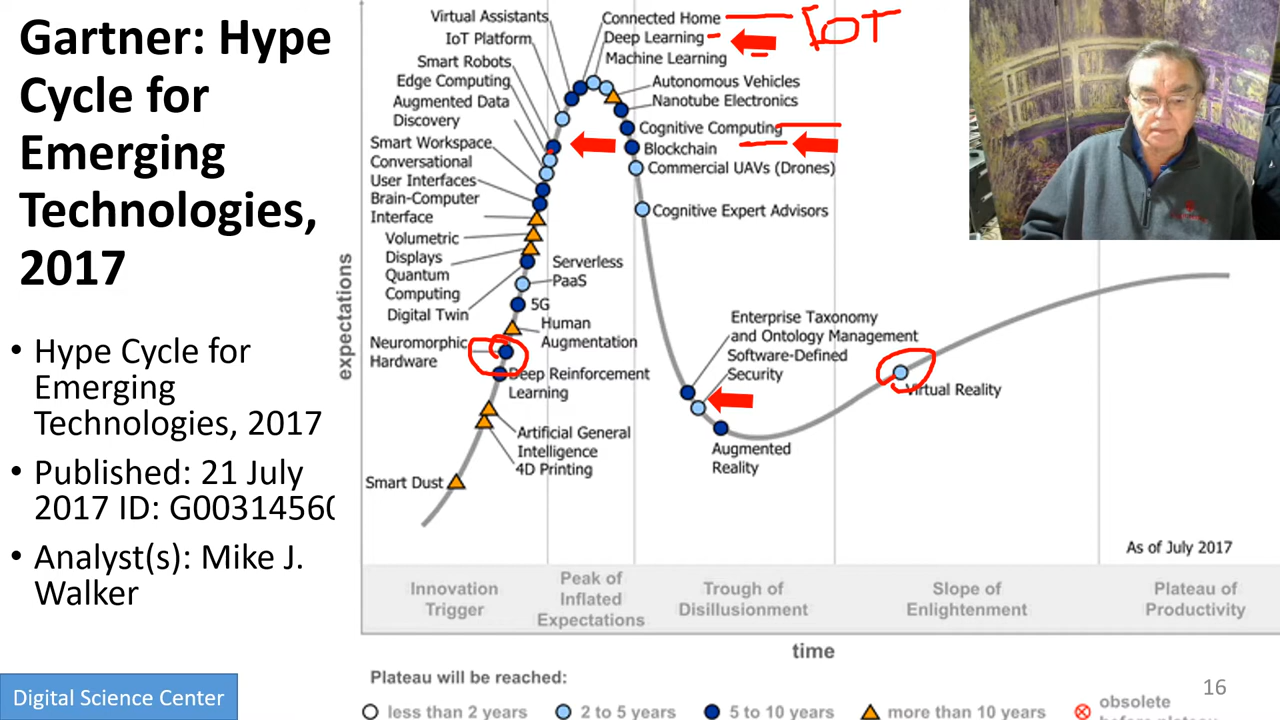 Gartner: Hype
Cycle for
Emerging
Technologies,
2017
• Hype Cycle for
Emerging
Technologies, 2017
• Published: 21 July
2017 ID: G00314560
• Analyst(s): Mike J.
Walker
Digital Science Center
expectations
Virtual Assistants
IoT Platform
Smart Robots
Edge Computing
Augmented Data
Discovery
Smart Workspace
Conversational
User Interfaces
Brain-Computer
Interface
Volumetric
Displays
Quantum
Computing
Digital Twin
Serverless
PaaS
5G
Human
Augmentation
Neuromorphic
Hardware
Deep Reinforcement
Learning
Artificial General
Intelligence
4D Printing
Smart Dust
Connected Home
IOT
Deep Learning
Machine Learning
Autonomous Vehicles
Nanotube Electronics
Cognitive Computing
Blockchain
Commercial UAVs (Drones)
Cognitive Expert Advisors
Enterprise Taxonomy
and Ontology Management
Software-Defined
Security
Augmented
Reality
Virtual Reality
As of July 2017
Innovation
Trigger
Peak of
Inflated
Expectations
Trough of
Disillusionment
Slope of
Enlightenment
Plateau of
Productivity
time
Plateau will be reached:
less than 2 years
2 to 5 years
5 to 10 years
more than 10 years
obsolete
before plateau
16